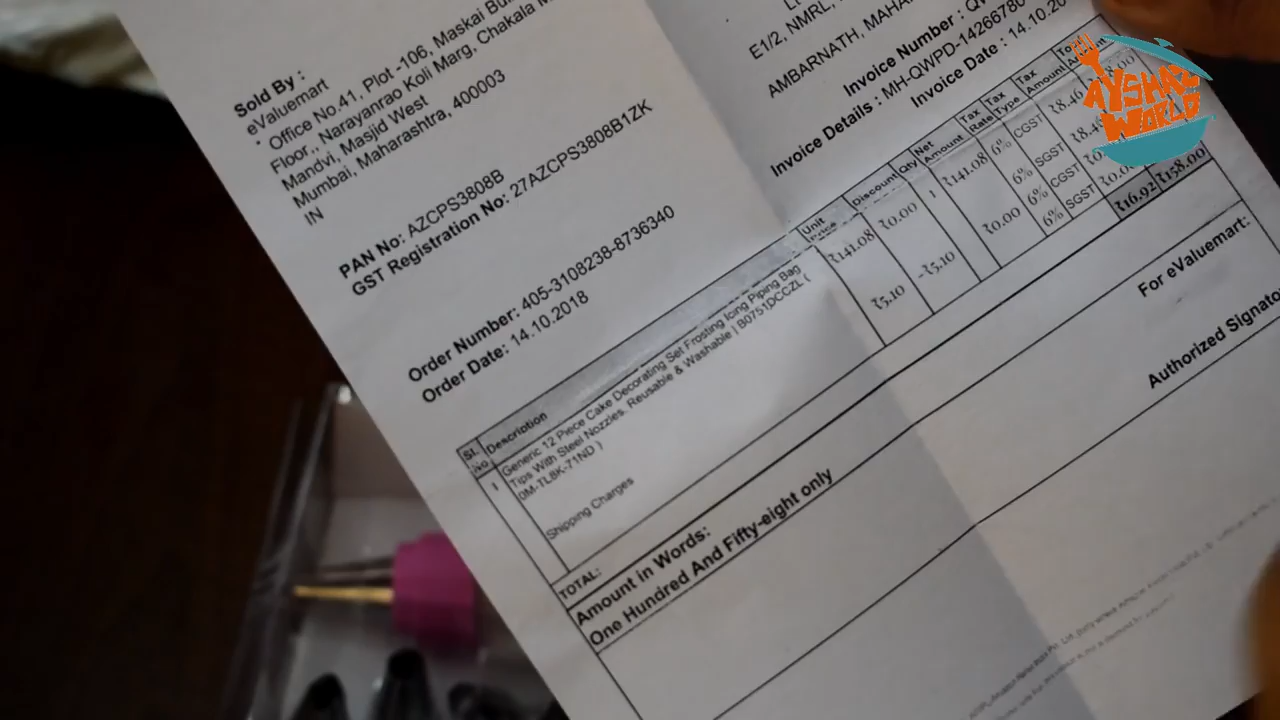 Sold By :
eValuemart
* Office No.41, Plot -106, Maskai
Floor,, Narayanrao Koli Marg, Chakala
Mandvi, Masjid West
Mumbai, Maharashtra, 400003
IN
PAN No: AZCPS3808B
GST Registration No: 27AZCPS3808B1ZK
Order Number: 405-3108238-8736340
Order Date: 14.10.2018
E1/2, NMRL,
AMBARNATH,
Invoice Number :
Invoice Details : MH-QWPD-14266780
Invoice Date : 14.10.20
Sl. No Description Unit Price Discount Qty Net Amount Tax Rate Tax Type Tax Amount
1 Generic 12 Piece Cake Decorating Set Frosting Icing Piping Bag ₹141.08 ₹0.00 1 ₹141.08 6% CGST
Tips With Steel Nozzles. Reusable & Washable | B0751DCCZL ( 6% SGST
0M-TL8K-71ND )
Shipping Charges ₹5.10 -₹5.10 ₹0.00 6% CGST
6% SGST
TOTAL: ₹16.92 ₹158.00
Amount in Words:
One Hundred And Fifty-eight only
For eValuemart:
Authorized
AYSHAZ
WORLD